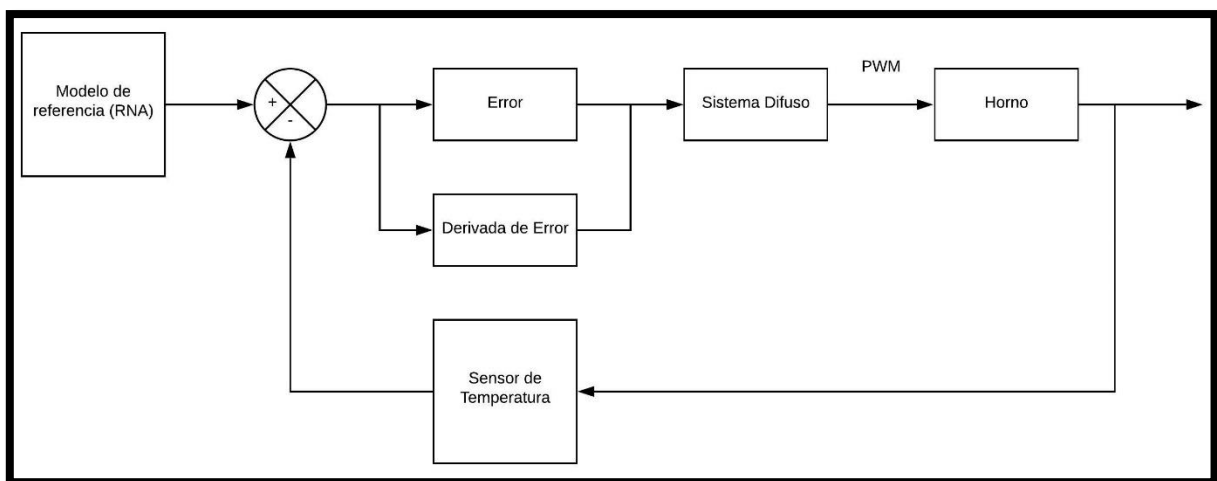 Modelo de
referencia (RNA)
+
-
Error
Derivada de Error
Sistema Difuso
PWM
Horno
Sensor de
Temperatura